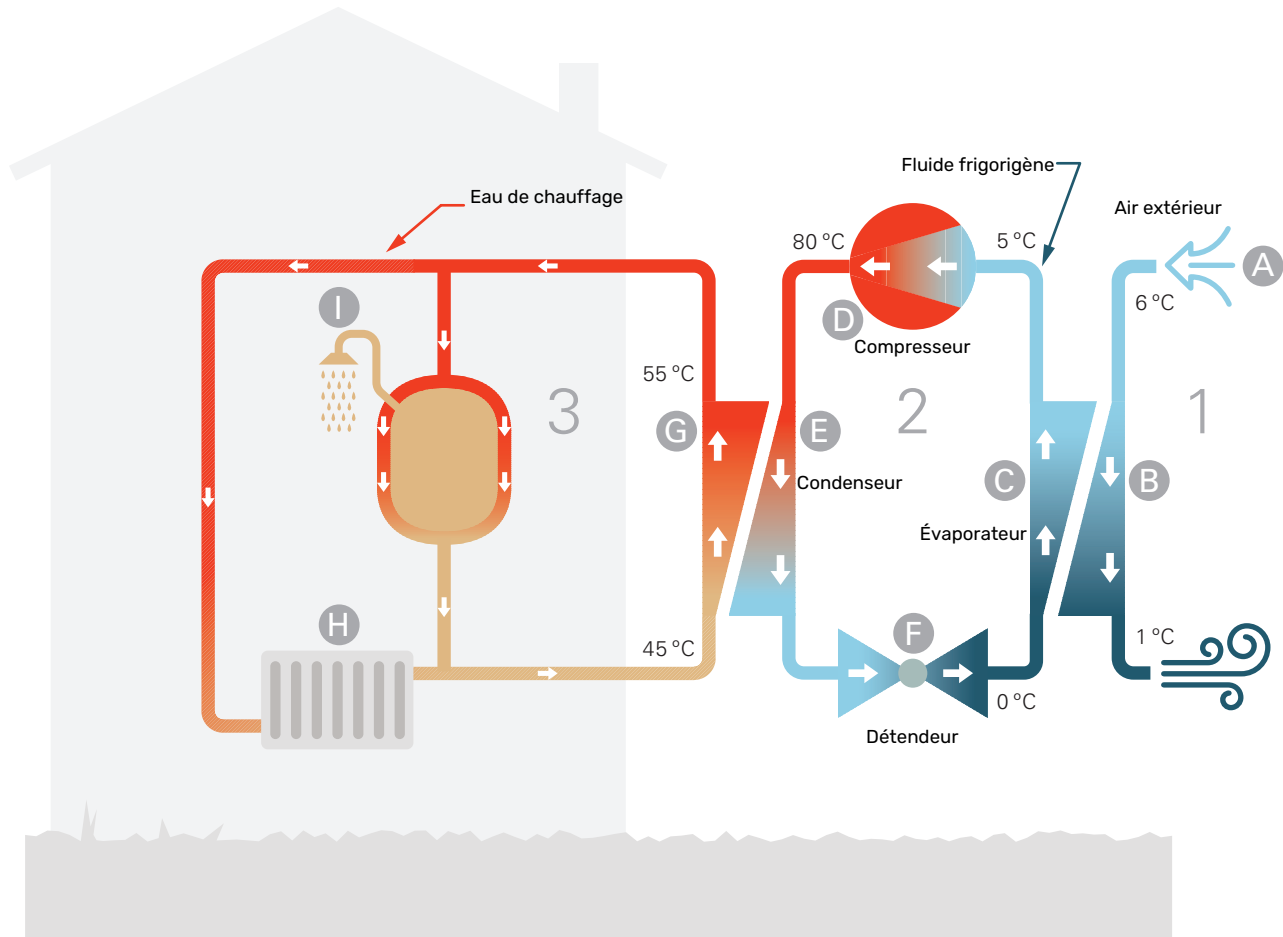 Fluide frigorigène
Eau de chauffage
Air extérieur
80 °C
5 °C
A
6 °C
I
D
Compresseur
55 °C
3
2
1
G
E
Condenseur
C
B
Évaporateur
H
F
45 °C
1 °C
0 °C
Détendeur